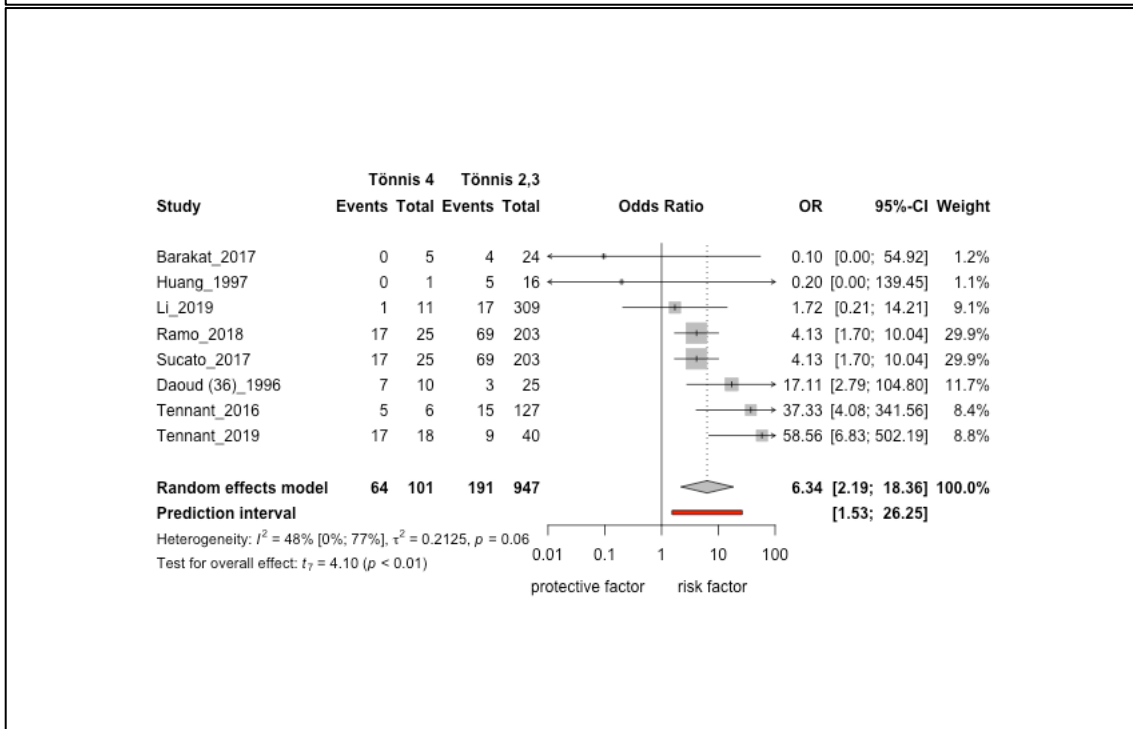 Tönnis 4 Tönnis 2,3
Study Events Total Events Total Odds Ratio OR 95%-CI Weight
Barakat_2017 0 5 4 24 0.10 [0.00; 54.92] 1.2%
Huang_1997 0 1 5 16 0.20 [0.00; 139.45] 1.1%
Li_2019 1 11 17 309 1.72 [0.21; 14.21] 9.1%
Ramo_2018 17 25 69 203 4.13 [1.70; 10.04] 29.9%
Sucato_2017 17 25 69 203 4.13 [1.70; 10.04] 29.9%
Daoud (36)_1996 7 10 3 25 17.11 [2.79; 104.80] 11.7%
Tennant_2016 5 6 15 127 37.33 [4.08; 341.56] 8.4%
Tennant_2019 17 18 9 40 58.56 [6.83; 502.19] 8.8%
Random effects model 64 101 191 947 6.34 [2.19; 18.36] 100.0%
Prediction interval [1.53; 26.25]
Heterogeneity: I² = 48% [0%; 77%], τ² = 0.2125, p = 0.06
0.01 0.1 1 10 100
Test for overall effect: t₇ = 4.10 (p < 0.01)
protective factor risk factor